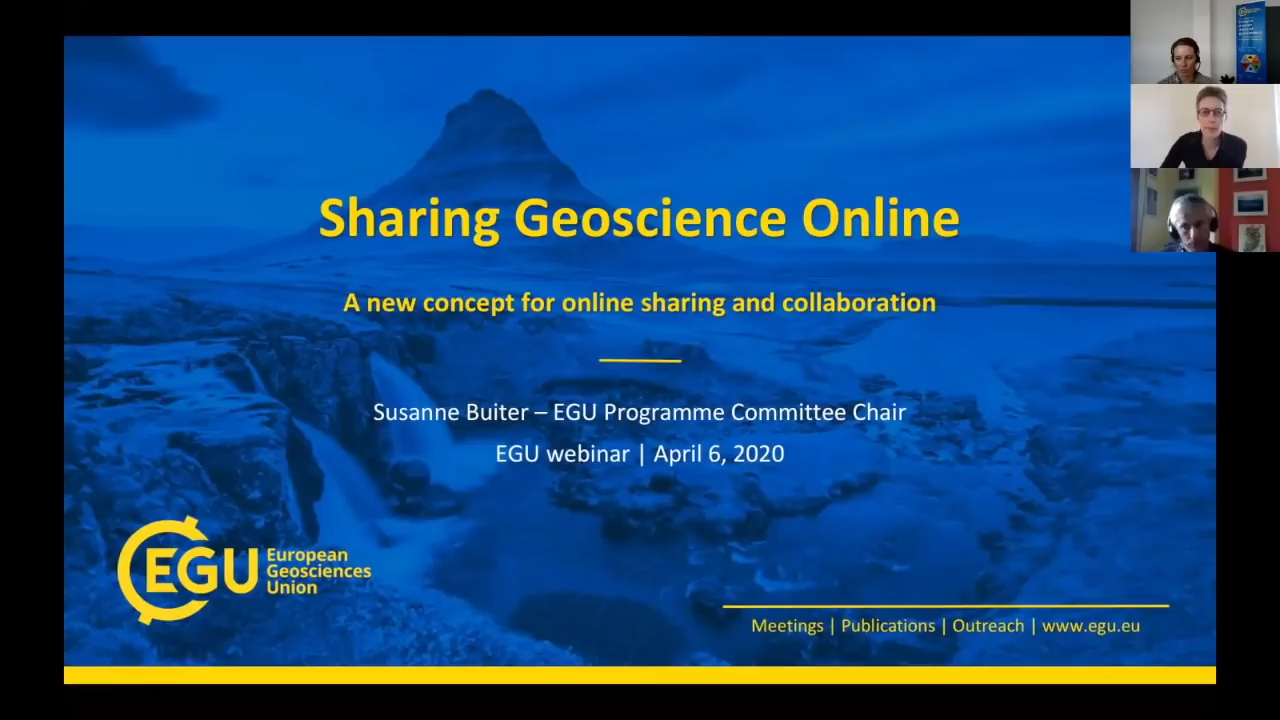 Sharing Geoscience Online
A new concept for online sharing and collaboration
Susanne Buiter – EGU Programme Committee Chair
EGU webinar | April 6, 2020
EGU
European
Geosciences
Union
Meetings | Publications | Outreach | www.egu.eu